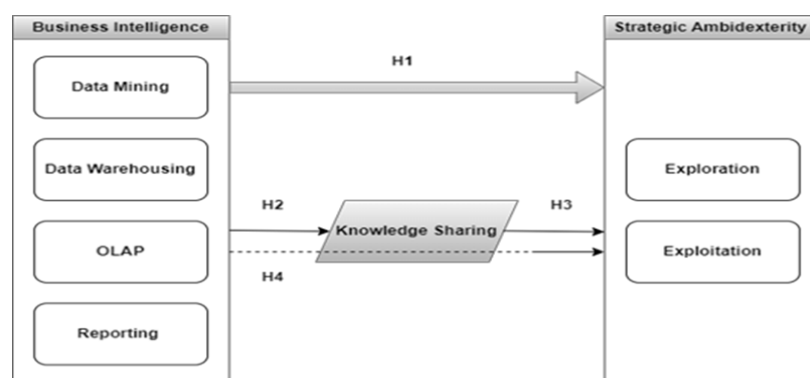 Business Intelligence
Strategic Ambidexterity
H1
Data Mining
Data Warehousing
Exploration
H2
H3
Knowledge Sharing
OLAP
Exploitation
H4
Reporting